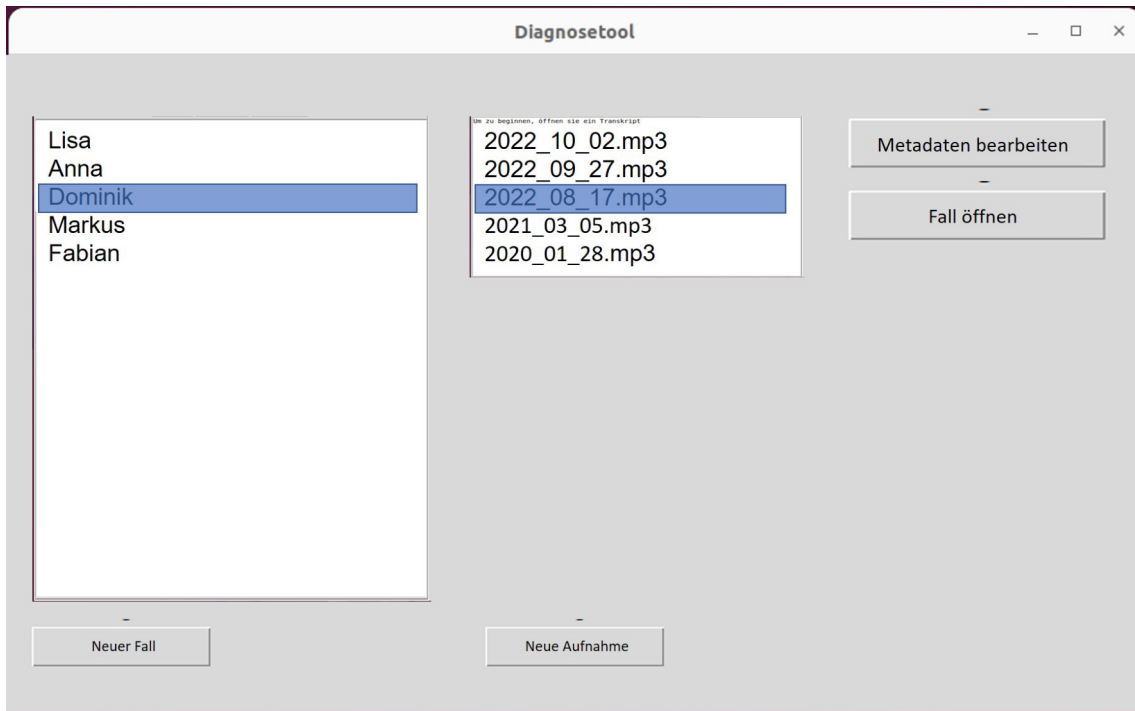 Diagnosetool
Lisa
Anna
Dominik
Markus
Fabian
Um zu beginnen, öffnen sie ein Transkript
2022_10_02.mp3
2022_09_27.mp3
2022_08_17.mp3
2021_03_05.mp3
2020_01_28.mp3
Metadaten bearbeiten
Fall öffnen
Neuer Fall
Neue Aufnahme